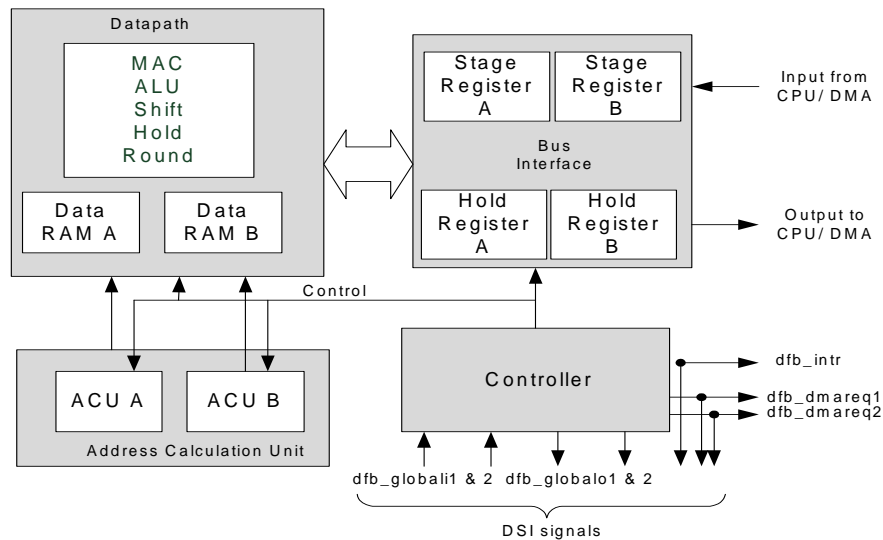 Datapath
MAC
ALU
Shift
Hold
Round
Data
RAM A
Data
RAM B
Stage
Register
A
Stage
Register
B
Bus
Interface
Hold
Register
A
Hold
Register
B
Input from
CPU/ DMA
Output to
CPU/ DMA
Control
ACU A
ACU B
Address Calculation Unit
Controller
dfb_intr
dfb_dmareq1
dfb_dmareq2
dfb_globali1 & 2
dfb_globalo1 & 2
DSI signals